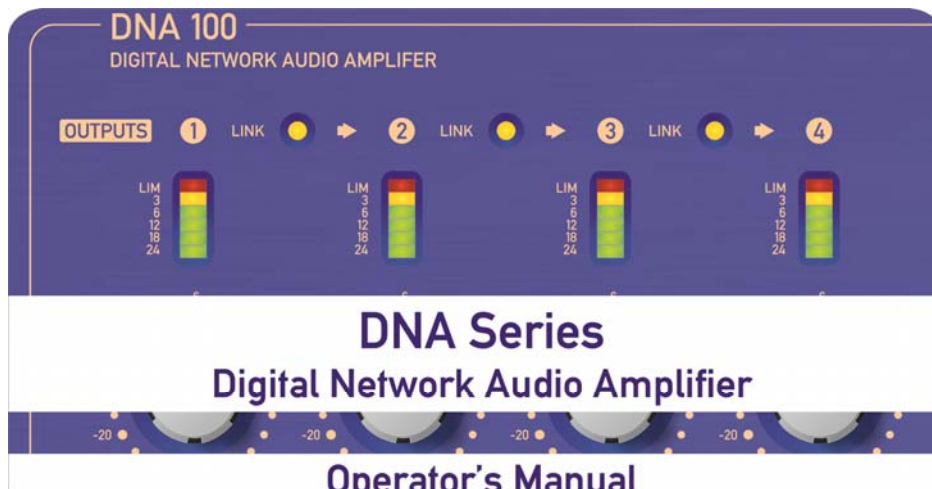 DNA 100
DIGITAL NETWORK AUDIO AMPLIFER
OUTPUTS 1 LINK 2 LINK 3 LINK 4
LIM LIM LIM LIM
3 3 3 3
6 6 6 6
12 12 12 12
18 18 18 18
24 24 24 24
DNA Series
Digital Network Audio Amplifier
-20 -20 -20 -20
Operator's Manual